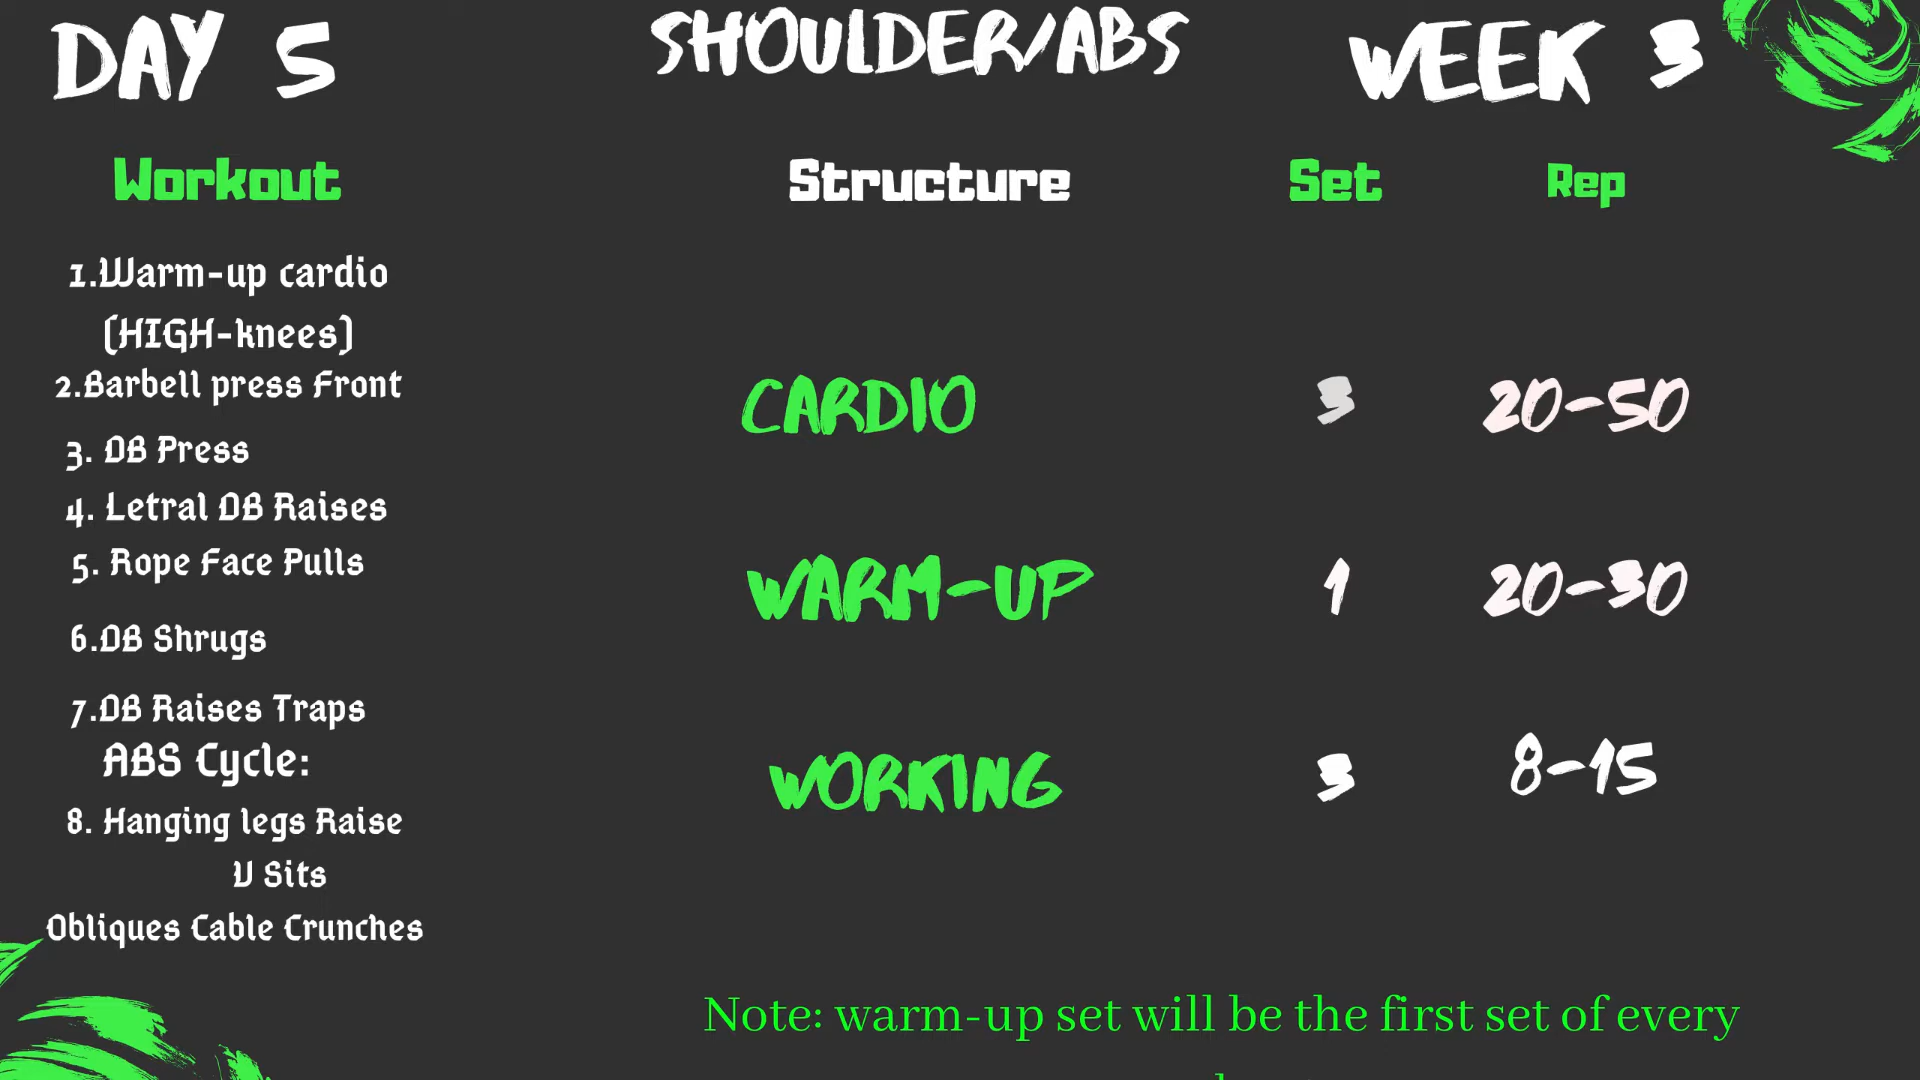 DAY 5
SHOULDER/ABS
WEEK 3
Workout
Structure
Set
Rep
1.Warm-up cardio
(HIGH-knees)
2.Barbell press Front
3. DB Press
4. Letral DB Raises
5. Rope Face Pulls
6.DB Shrugs
7.DB Raises Traps
ABS Cycle:
8. Hanging legs Raise
V Sits
Obliques Cable Crunches
CARDIO 3 20-50
WARM-UP 1 20-30
WORKING 3 8-15
Note: warm-up set will be the first set of every